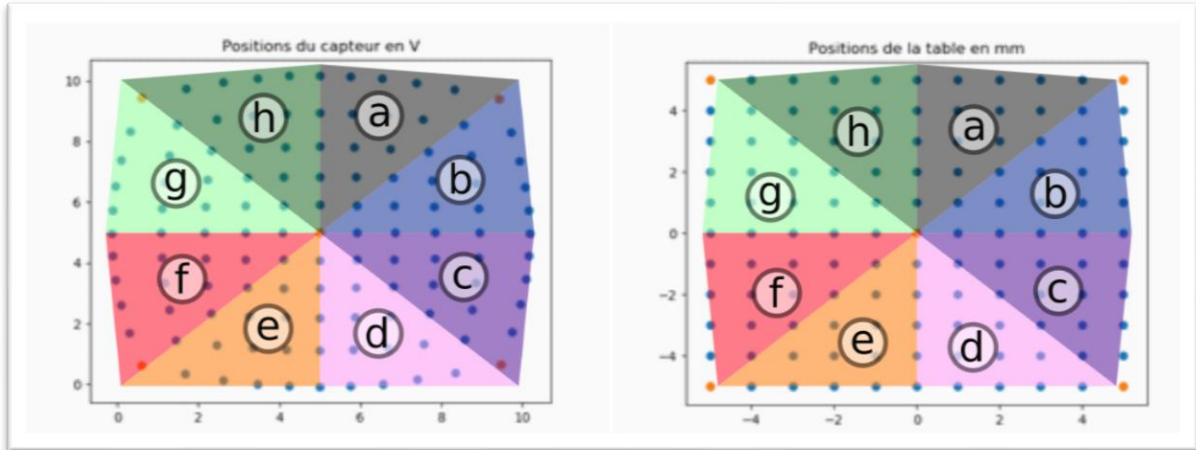 Positions du capteur en V
10
8
6
4
2
0
0 2 4 6 8 10
h a
g b
f c
e d
Positions de la table en mm
4
2
0
−2
−4
−4 −2 0 2 4
h a
g b
f c
e d